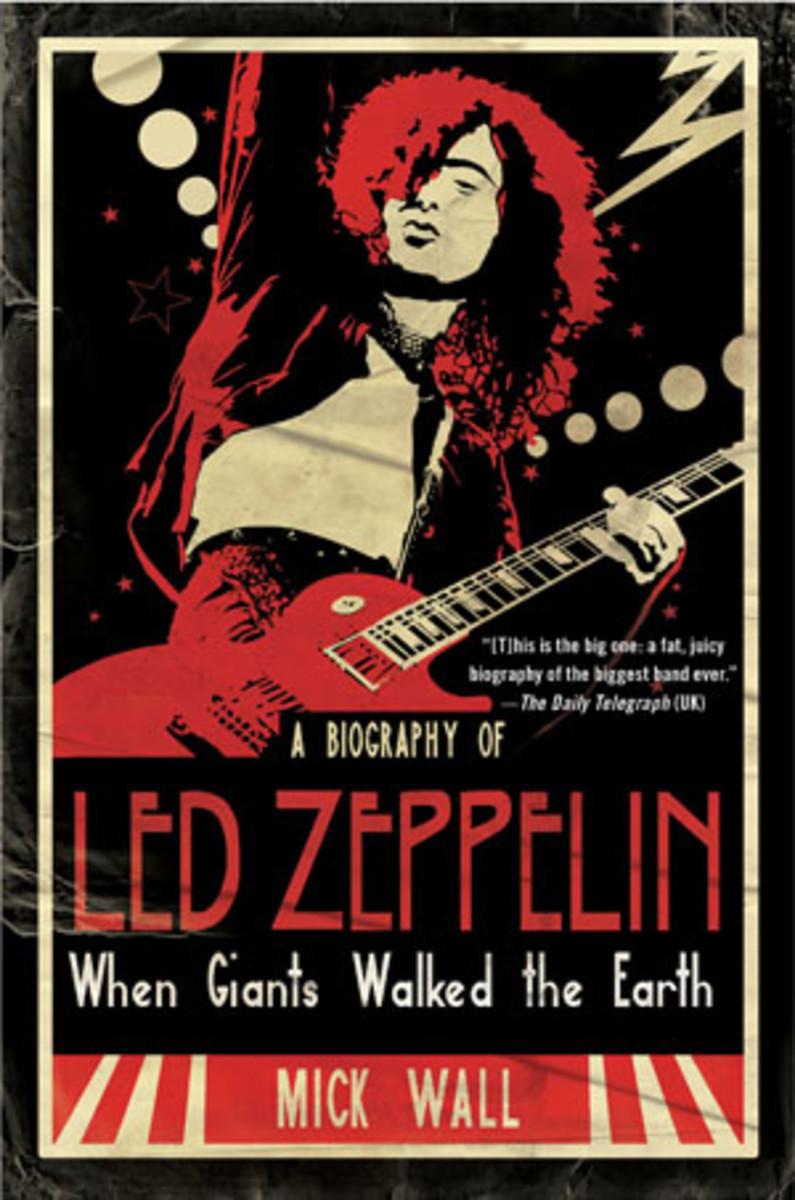 "[T]his is the big one: a fat, juicy
biography of the biggest band ever."
—The Daily Telegraph (UK)
A BIOGRAPHY OF
LED ZEPPELIN
When Giants Walked the Earth
MICK WALL